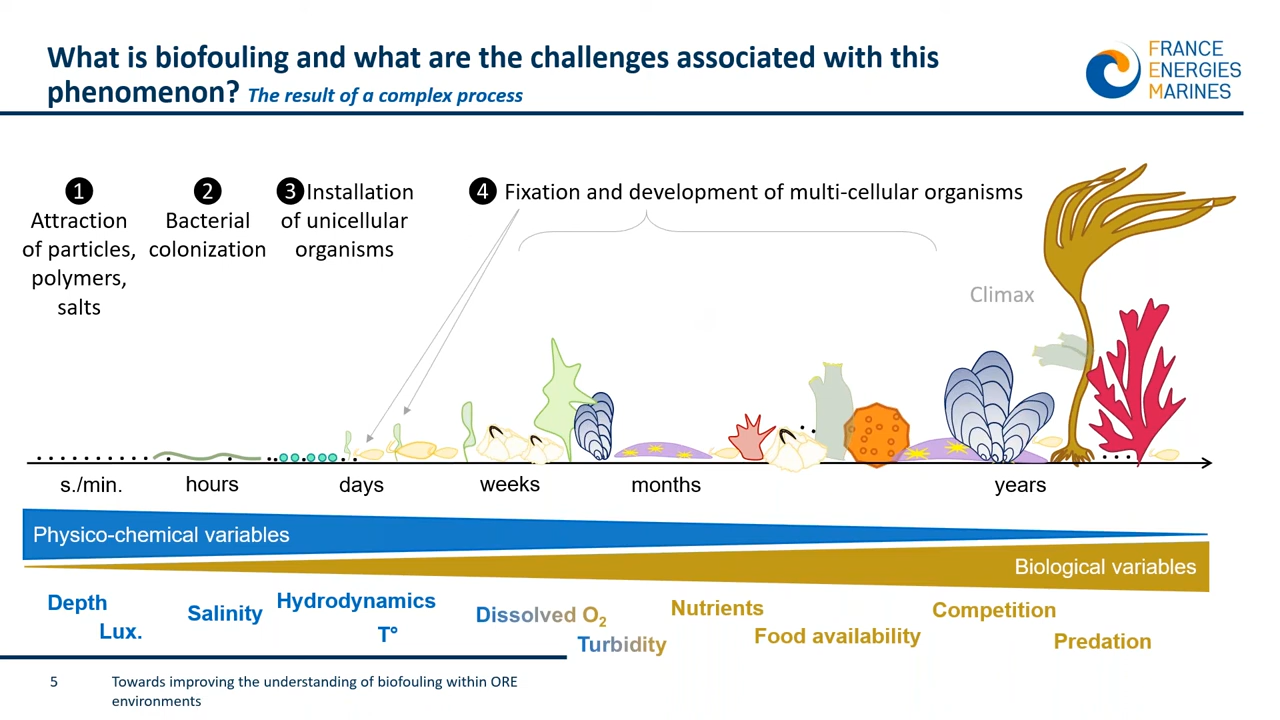 What is biofouling and what are the challenges associated with this
phenomenon? The result of a complex process
FRANCE
ENERGIES
MARINES
1
Attraction
of particles,
polymers,
salts
2
Bacterial
colonization
3 Installation
of unicellular
organisms
4 Fixation and development of multi-cellular organisms
Climax
s./min.
hours
days
weeks
months
years
Physico-chemical variables
Biological variables
Depth
Lux.
Salinity
Hydrodynamics
T°
Dissolved O₂
Turbidity
Nutrients
Food availability
Competition
Predation
5
Towards improving the understanding of biofouling within ORE
environments